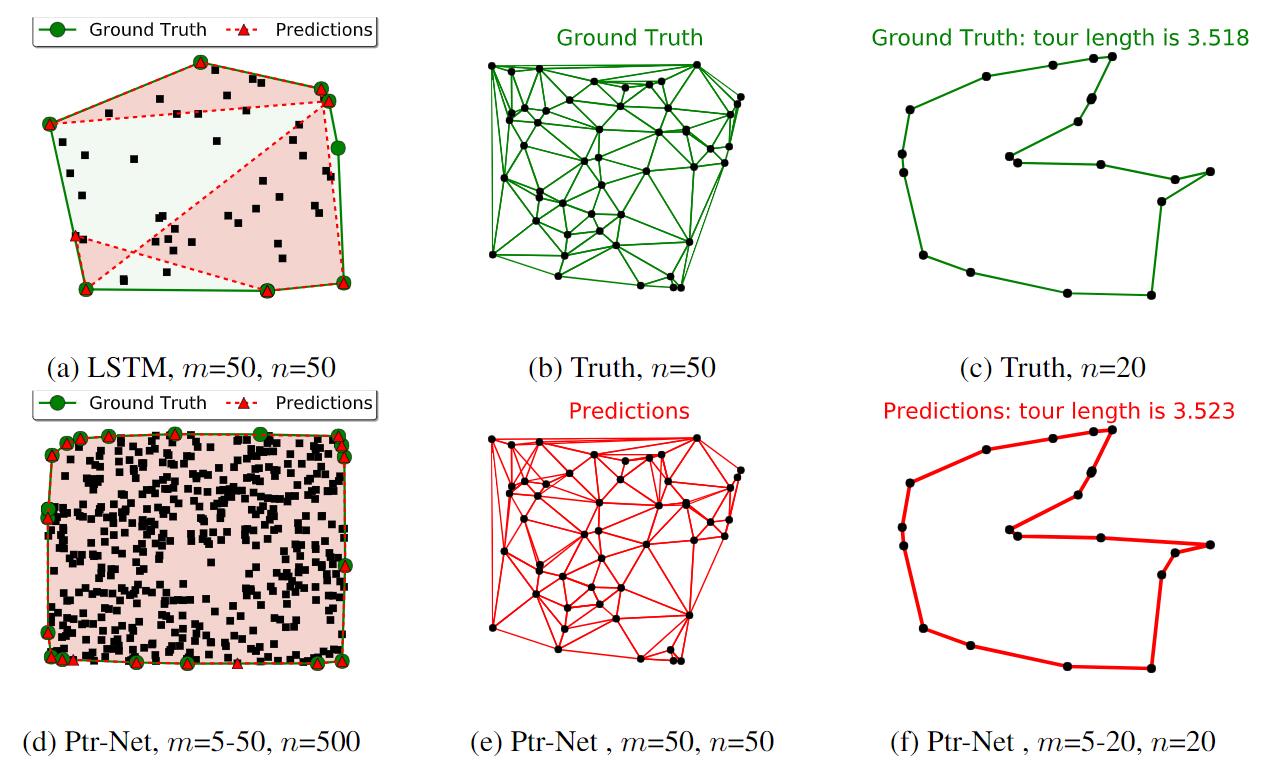 Ground Truth Predictions
Ground Truth
Ground Truth: tour length is 3.518
(a) LSTM, m=50, n=50
(b) Truth, n=50
(c) Truth, n=20
Ground Truth Predictions
Predictions
Predictions: tour length is 3.523
(d) Ptr-Net, m=5-50, n=500
(e) Ptr-Net , m=50, n=50
(f) Ptr-Net , m=5-20, n=20